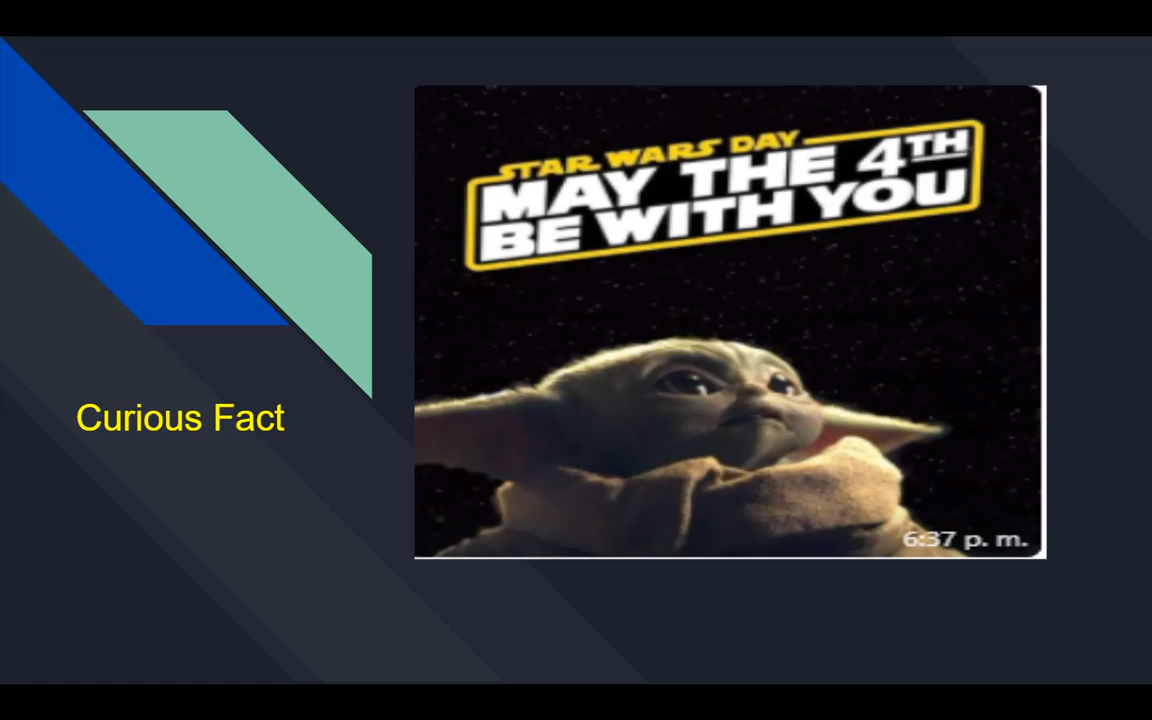 STAR WARS DAY
MAY THE 4TH
BE WITH YOU
Curious Fact
6:37 p. m.